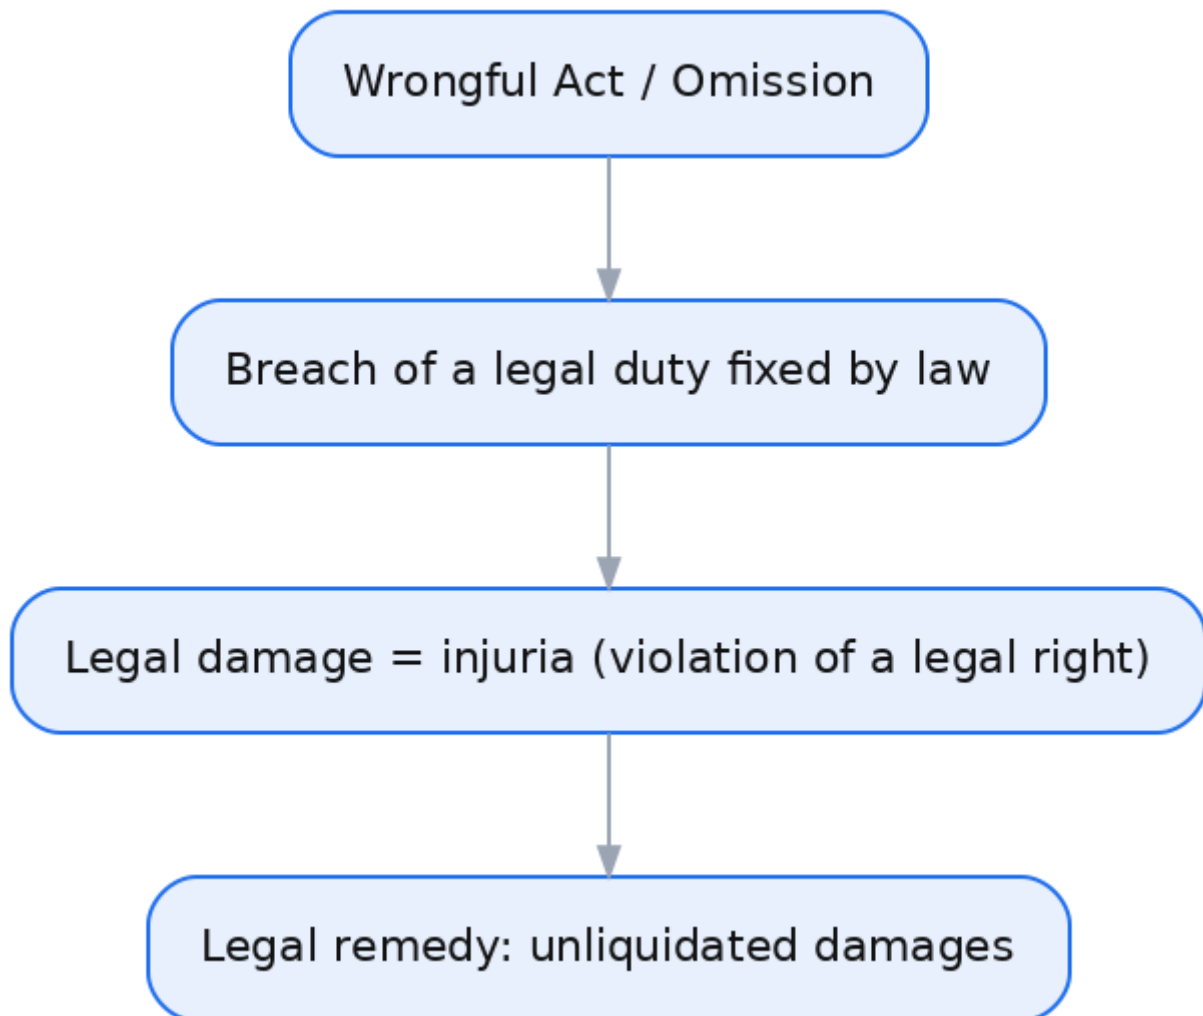 Wrongful Act / Omission
Breach of a legal duty fixed by law
Legal damage = injuria (violation of a legal right)
Legal remedy: unliquidated damages